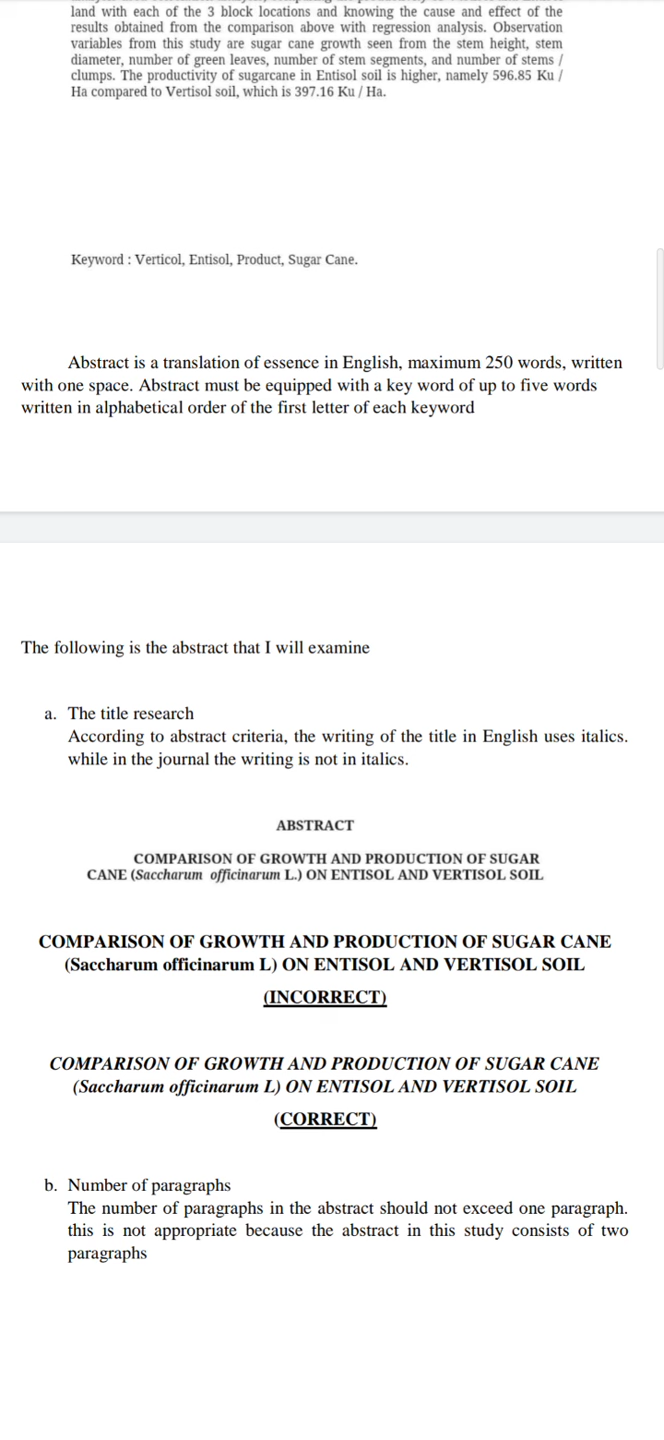 land with each of the 3 block locations and knowing the cause and effect of the
results obtained from the comparison above with regression analysis. Observation
variables from this study are sugar cane growth seen from the stem height, stem
diameter, number of green leaves, number of stem segments, and number of stems /
clumps. The productivity of sugarcane in Entisol soil is higher, namely 596.85 Ku /
Ha compared to Vertisol soil, which is 397.16 Ku / Ha.
Keyword : Verticol, Entisol, Product, Sugar Cane.
Abstract is a translation of essence in English, maximum 250 words, written
with one space. Abstract must be equipped with a key word of up to five words
written in alphabetical order of the first letter of each keyword
The following is the abstract that I will examine
a. The title research
According to abstract criteria, the writing of the title in English uses italics.
while in the journal the writing is not in italics.
ABSTRACT
COMPARISON OF GROWTH AND PRODUCTION OF SUGAR
CANE (Saccharum officinarum L.) ON ENTISOL AND VERTISOL SOIL
COMPARISON OF GROWTH AND PRODUCTION OF SUGAR CANE
(Saccharum officinarum L) ON ENTISOL AND VERTISOL SOIL
(INCORRECT)
COMPARISON OF GROWTH AND PRODUCTION OF SUGAR CANE
(Saccharum officinarum L) ON ENTISOL AND VERTISOL SOIL
(CORRECT)
b. Number of paragraphs
The number of paragraphs in the abstract should not exceed one paragraph.
this is not appropriate because the abstract in this study consists of two
paragraphs